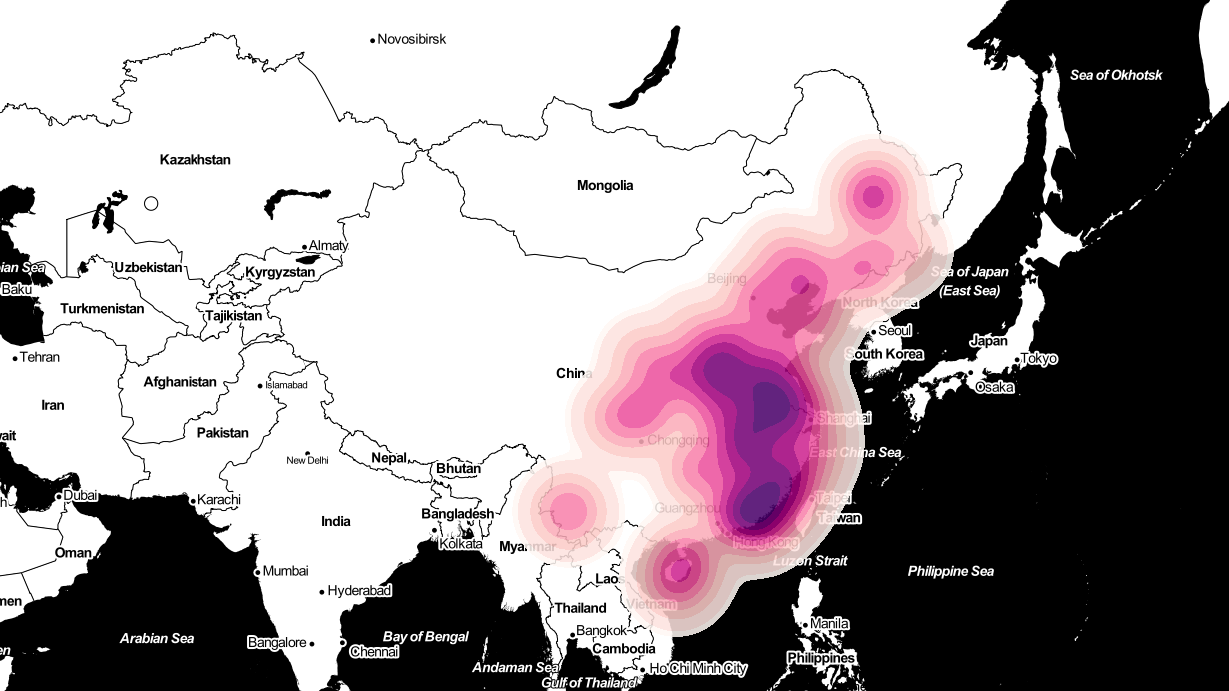 Novosibirsk
Sea of Okhotsk
Kazakhstan
Mongolia
Almaty
ian Sea
Uzbekistan
Kyrgyzstan
Beijing
Sea of Japan
(East Sea)
Baku
Turkmenistan
Tajikistan
North Korea
Seoul
Tehran
South Korea
Japan
Tokyo
Afghanistan
Islamabad
China
Osaka
Iran
Pakistan
Shanghai
wait
Chongqing
New Delhi
Nepal
Bhutan
East China Sea
Dubai
Karachi
Bangladesh
Taipei
Guangzhou
Taiwan
India
Kolkata
Myanmar
Hong Kong
Oman
Luzon Strait
Mumbai
Laos
Philippine Sea
Hyderabad
men
Thailand
Vietnam
Manila
Arabian Sea
Bay of Bengal
Bangkok
Bangalore
Chennai
Cambodia
Philippines
Andaman Sea
Ho Chi Minh City
Gulf of Thailand